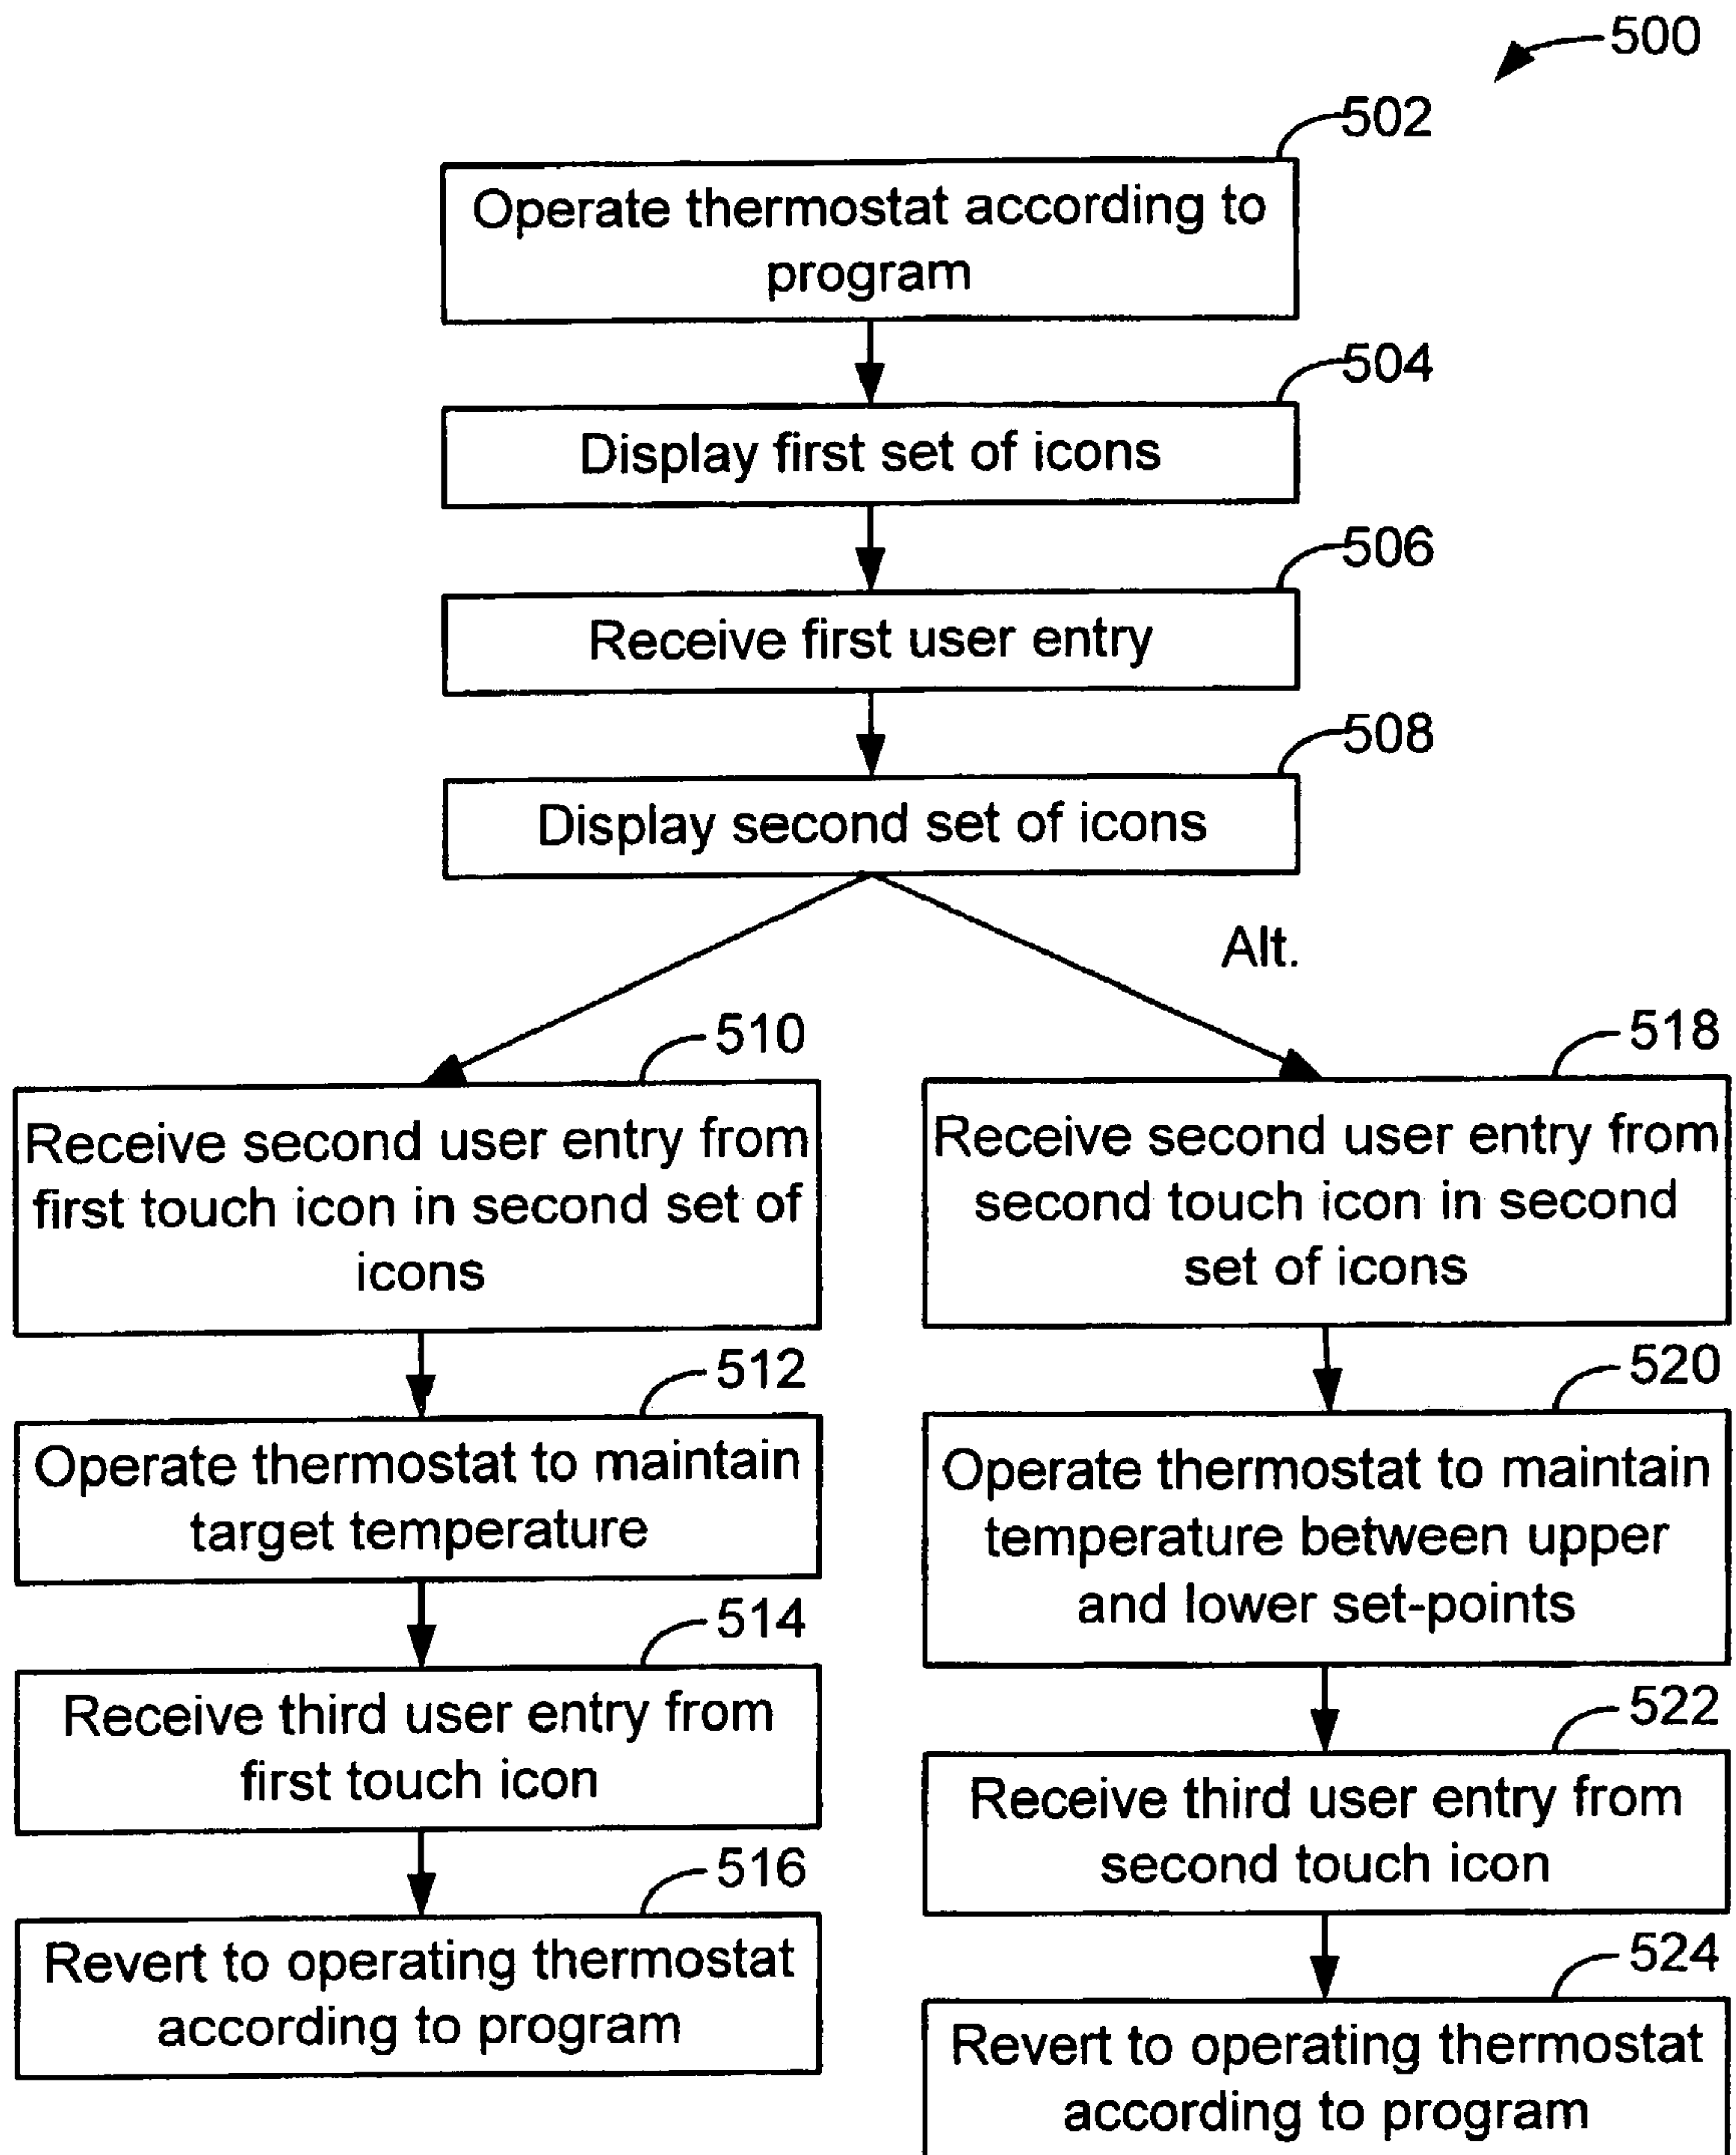 500
502
Operate thermostat according to
program
504
Display first set of icons
506
Receive first user entry
508
Display second set of icons
Alt.
510
Receive second user entry from
first touch icon in second set of
icons
512
Operate thermostat to maintain
target temperature
514
Receive third user entry from
first touch icon
516
Revert to operating thermostat
according to program
518
Receive second user entry from
second touch icon in second
set of icons
520
Operate thermostat to maintain
temperature between upper
and lower set-points
522
Receive third user entry from
second touch icon
524
Revert to operating thermostat
according to program